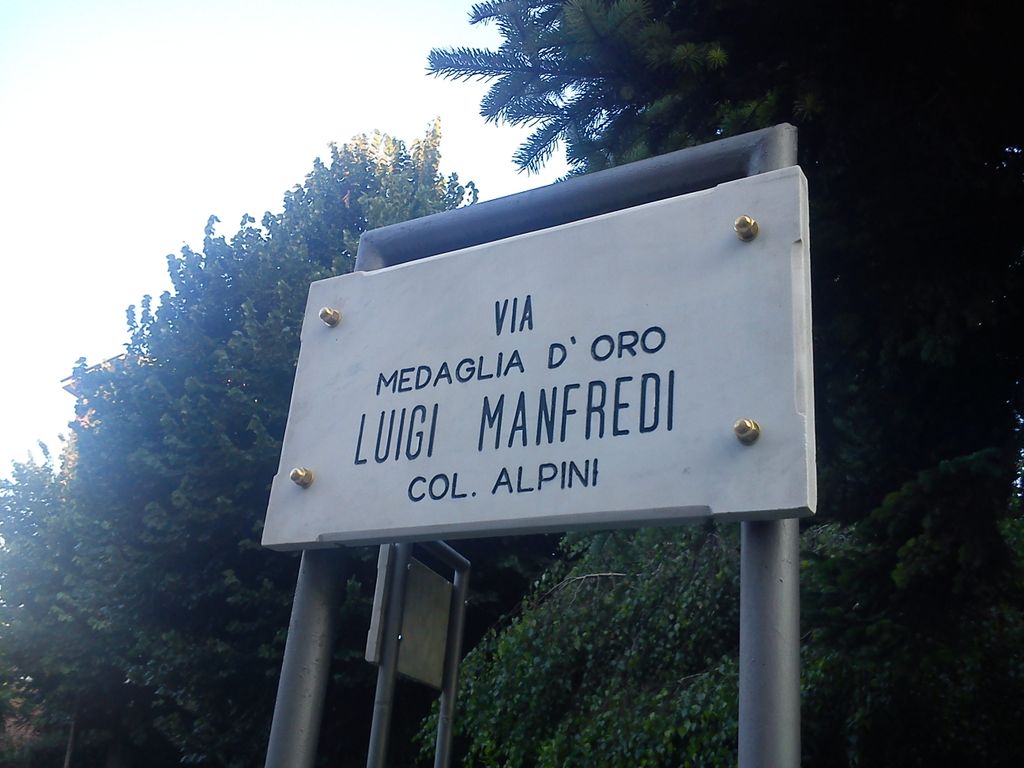 VIA
MEDAGLIA D'ORO
LUIGI MANFREDI
COL. ALPINI